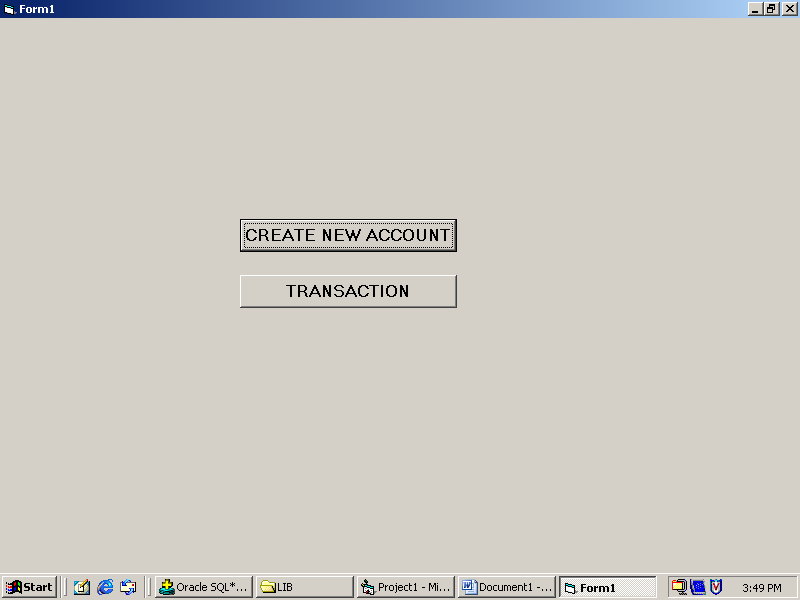 Form1
CREATE NEW ACCOUNT
TRANSACTION
Start
Oracle SQL*...
LIB
Project1 - Mi...
Document1 -...
Form1
3:49 PM